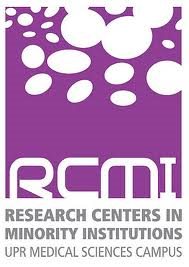 RCMI
RESEARCH CENTERS IN
MINORITY INSTITUTIONS
UPR MEDICAL SCIENCES CAMPUS